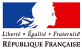 Liberté • Égalité • Fraternité
RÉPUBLIQUE FRANÇAISE